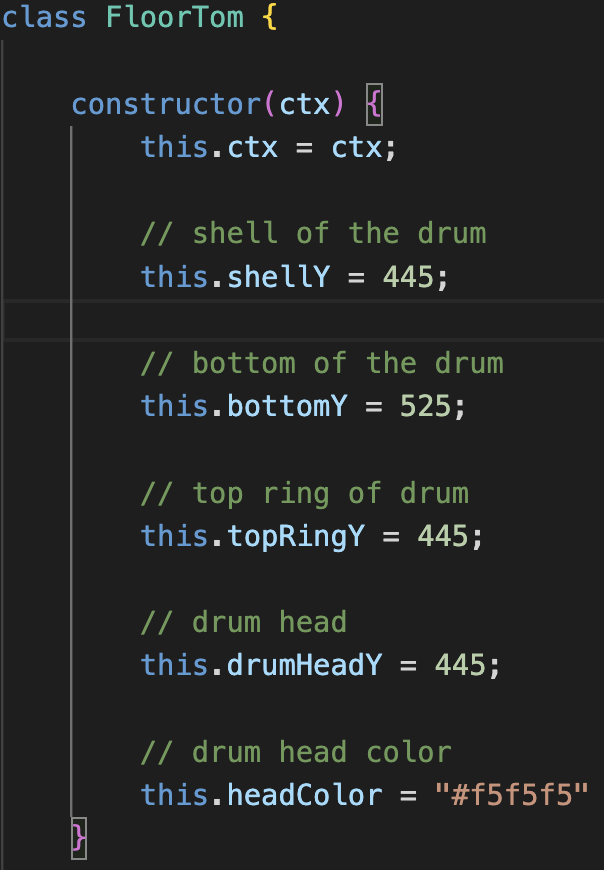 class FloorTom {
constructor(ctx) {
this.ctx = ctx;
// shell of the drum
this.shellY = 445;
// bottom of the drum
this.bottomY = 525;
// top ring of drum
this.topRingY = 445;
// drum head
this.drumHeadY = 445;
// drum head color
this.headColor = "#f5f5f5"
}